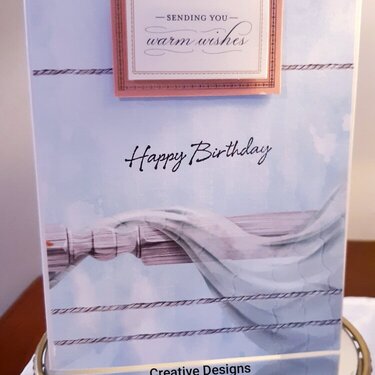 SENDING YOU
warm wishes
Happy Birthday
Creative Designs